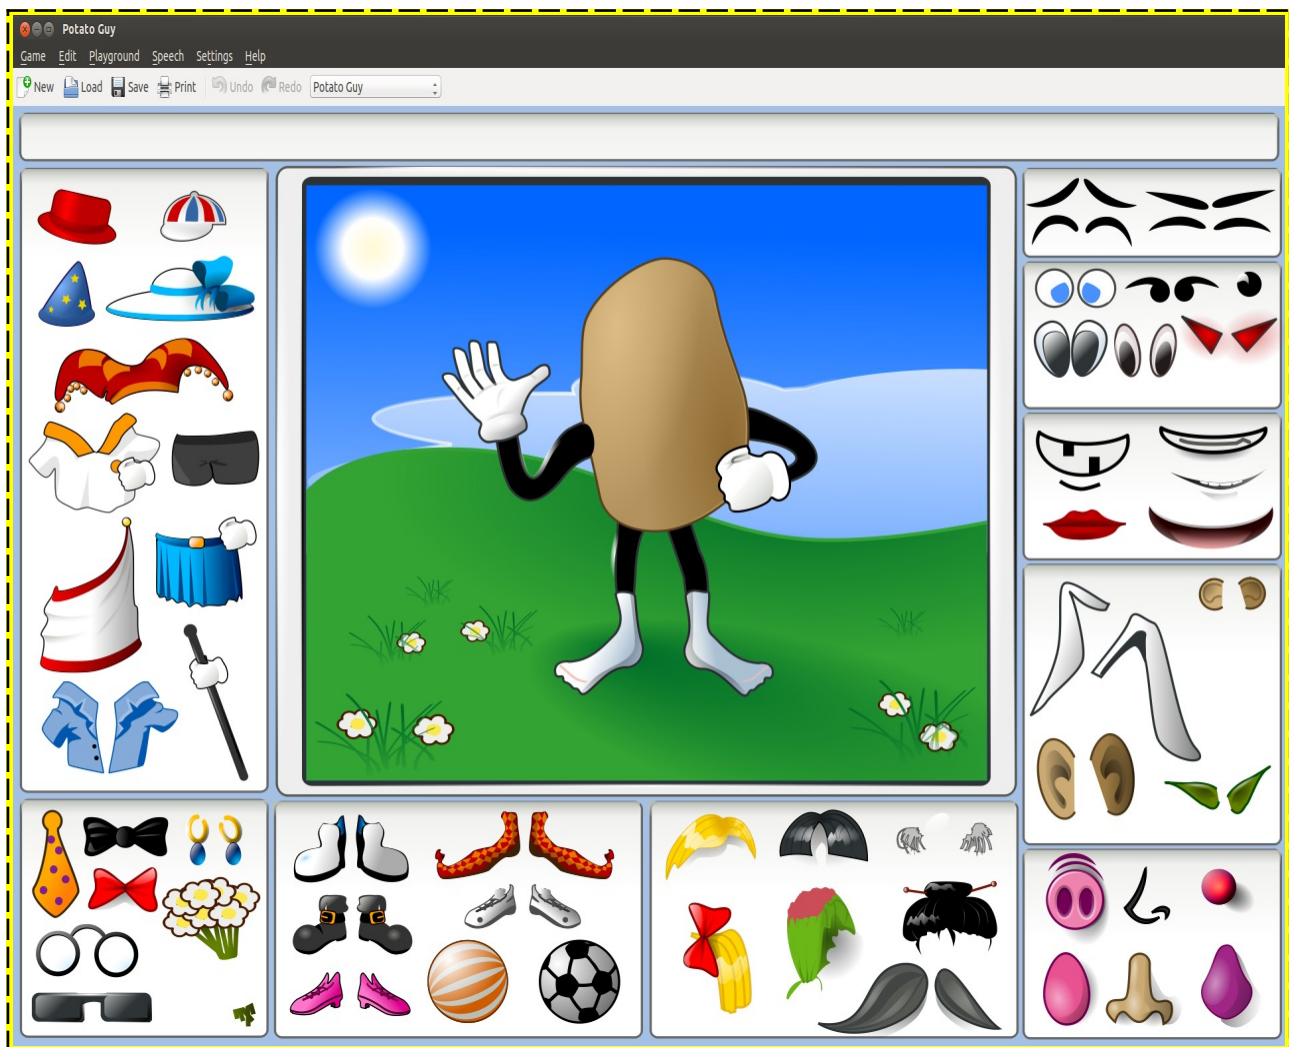 Potato Guy
Game Edit Playground Speech Settings Help
New Load Save Print Undo Redo Potato Guy